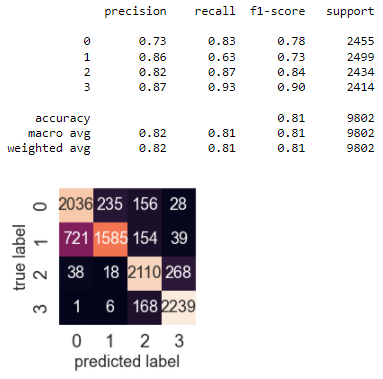 precision recall f1-score support
0 0.73 0.83 0.78 2455
1 0.86 0.63 0.73 2499
2 0.82 0.87 0.84 2434
3 0.87 0.93 0.90 2414
accuracy 0.81 9802
macro avg 0.82 0.81 0.81 9802
weighted avg 0.82 0.81 0.81 9802
true label
0 2036 235 156 28
1 721 1585 154 39
2 38 18 2110 268
3 1 6 168 2239
0 1 2 3
predicted label